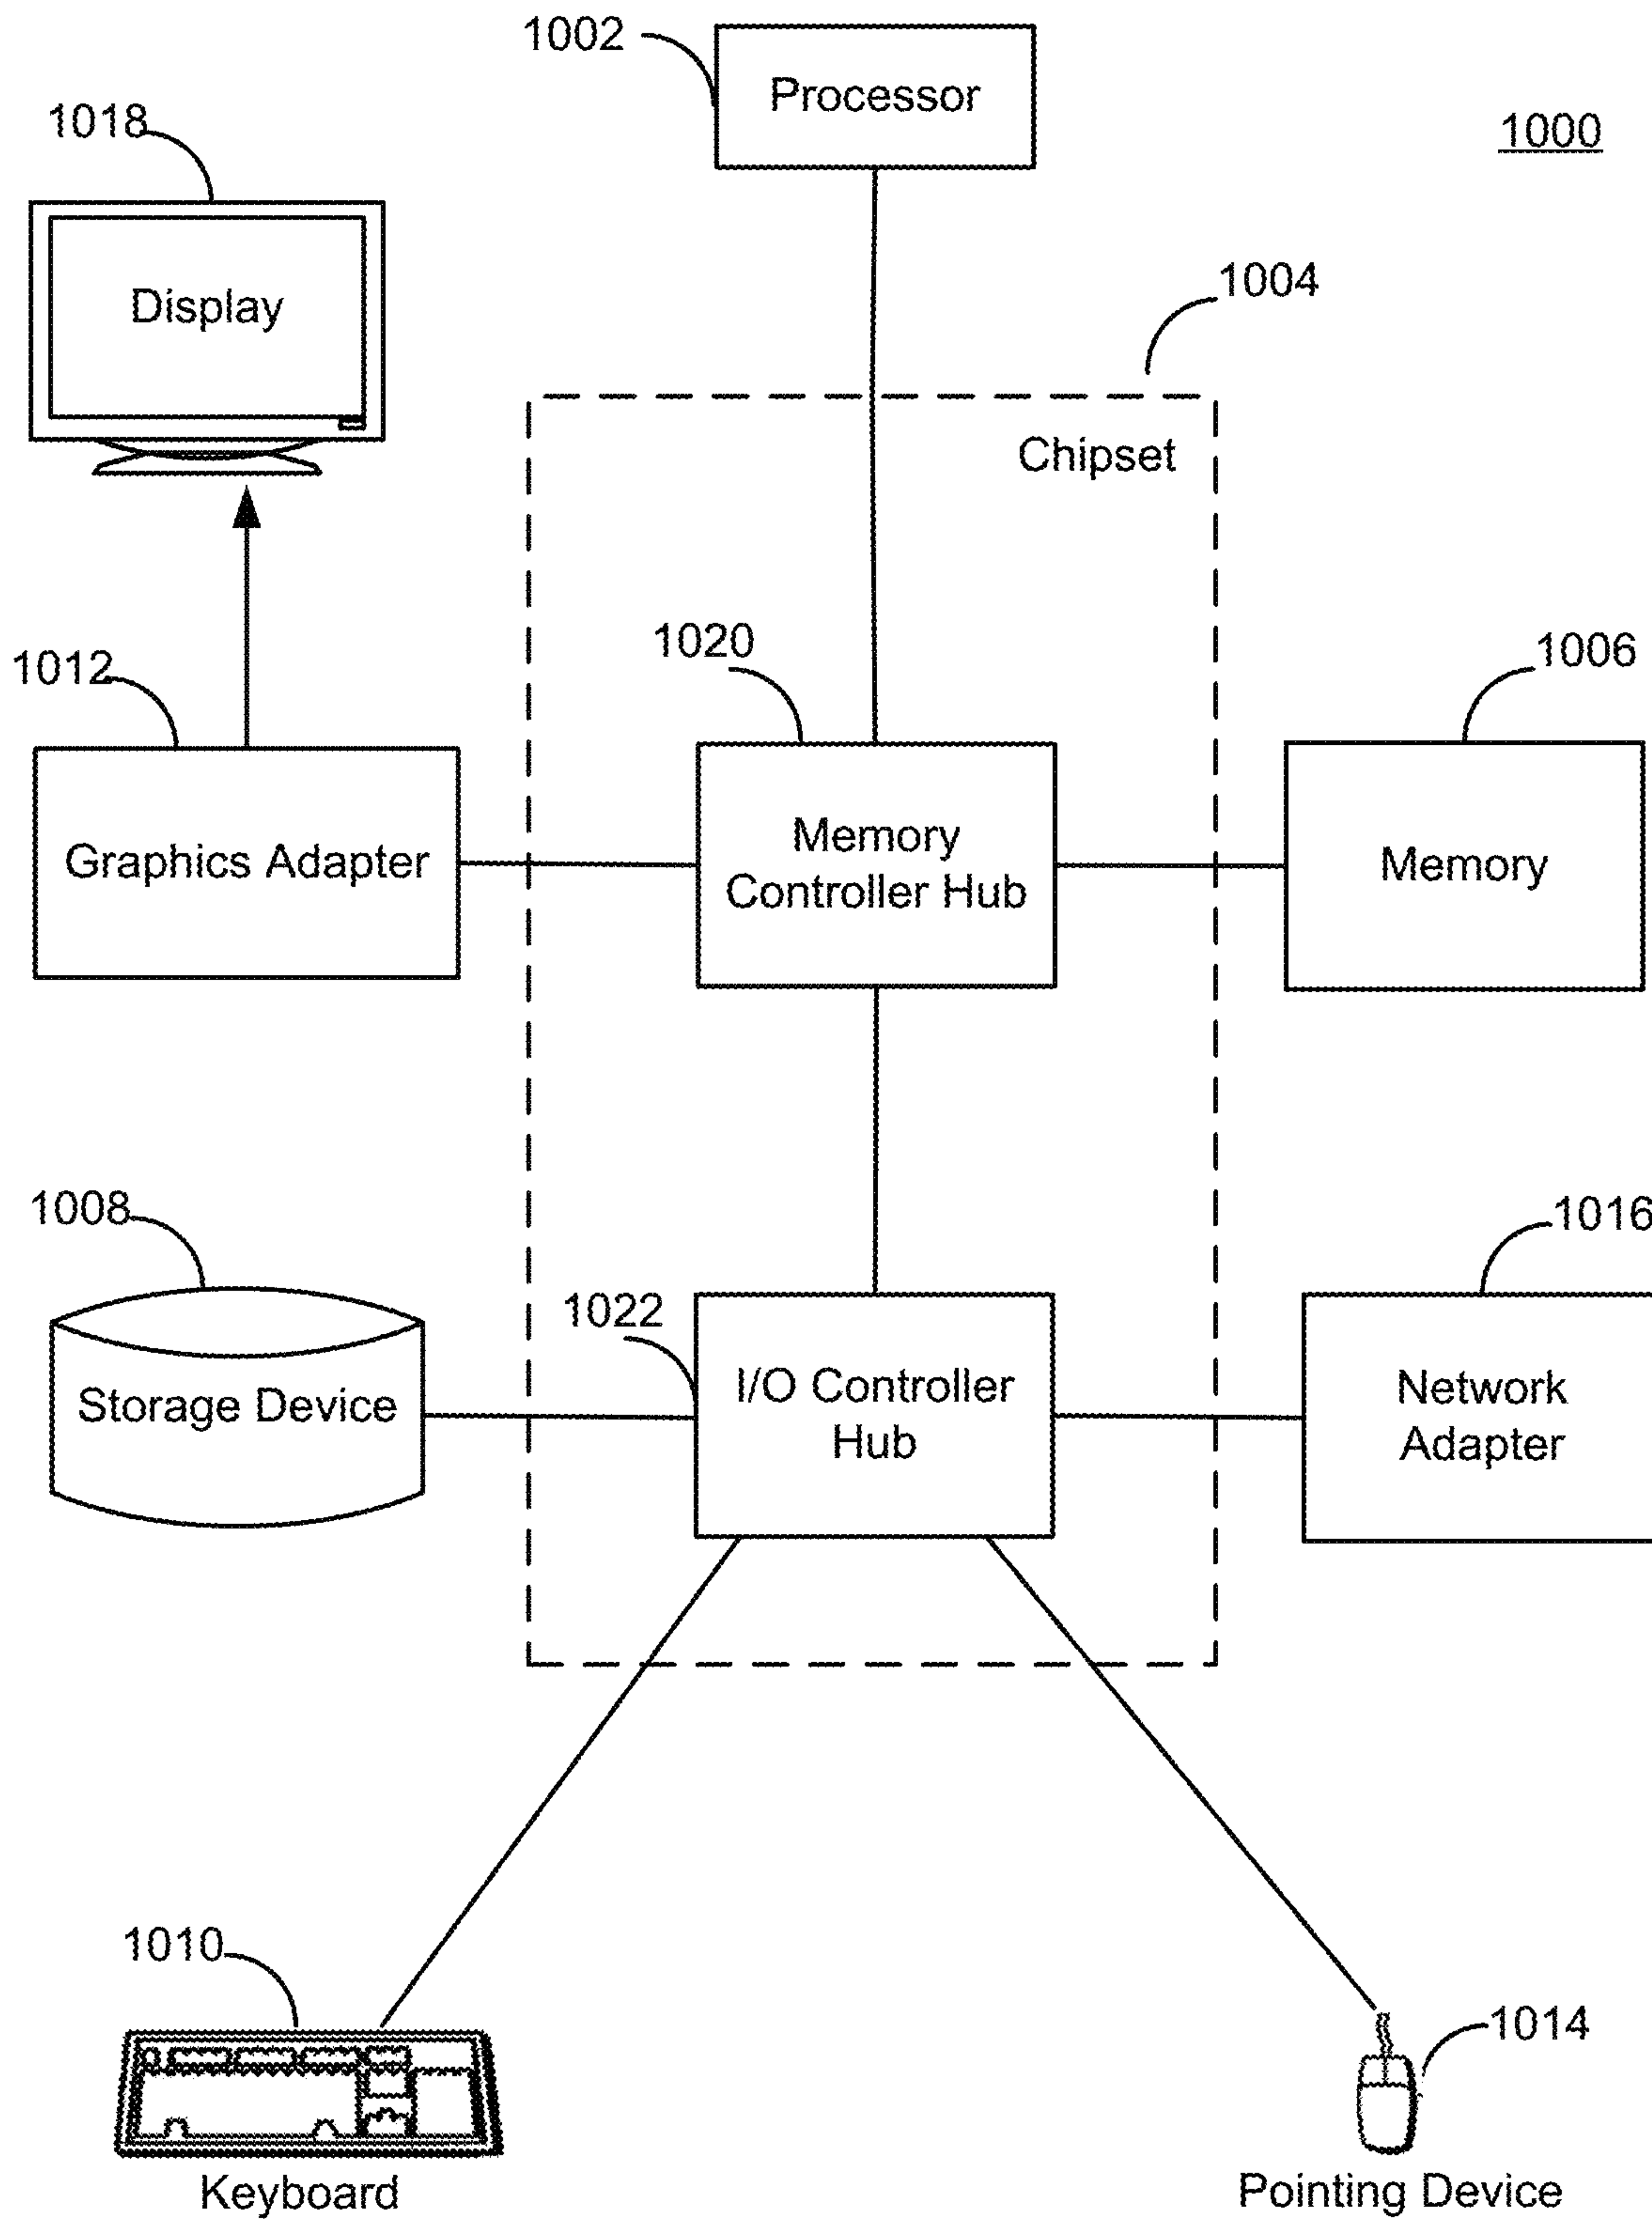 1002
Processor
1000
1018
Display
1004
Chipset
1020
1006
1012
Memory
Controller Hub
Graphics Adapter
Memory
1008
1016
1022
Storage Device
I/O Controller
Hub
Network
Adapter
1010
1014
Keyboard
Pointing Device